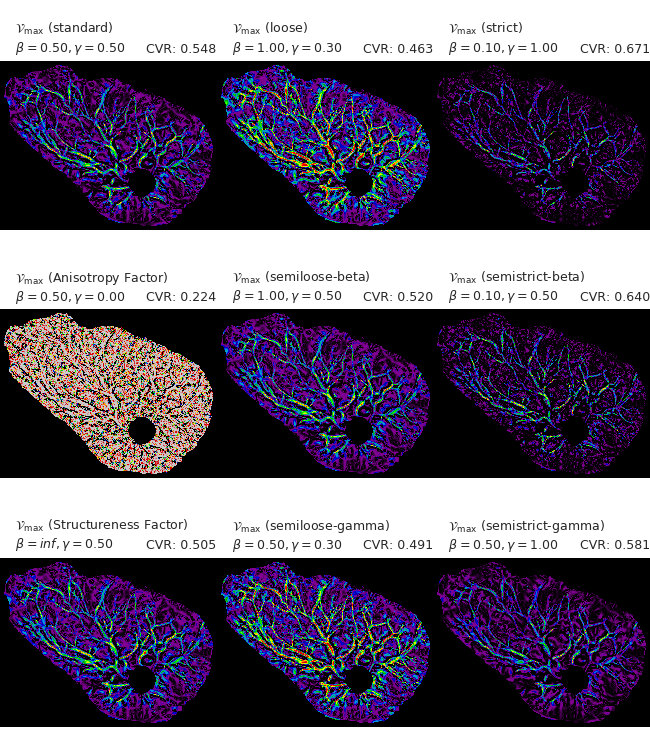 𝒱max (standard)
β = 0.50, γ = 0.50 CVR: 0.548
𝒱max (loose)
β = 1.00, γ = 0.30 CVR: 0.463
𝒱max (strict)
β = 0.10, γ = 1.00 CVR: 0.671
𝒱max (Anisotropy Factor)
β = 0.50, γ = 0.00 CVR: 0.224
𝒱max (semiloose-beta)
β = 1.00, γ = 0.50 CVR: 0.520
𝒱max (semistrict-beta)
β = 0.10, γ = 0.50 CVR: 0.640
𝒱max (Structureness Factor)
β = inf, γ = 0.50 CVR: 0.505
𝒱max (semiloose-gamma)
β = 0.50, γ = 0.30 CVR: 0.491
𝒱max (semistrict-gamma)
β = 0.50, γ = 1.00 CVR: 0.581